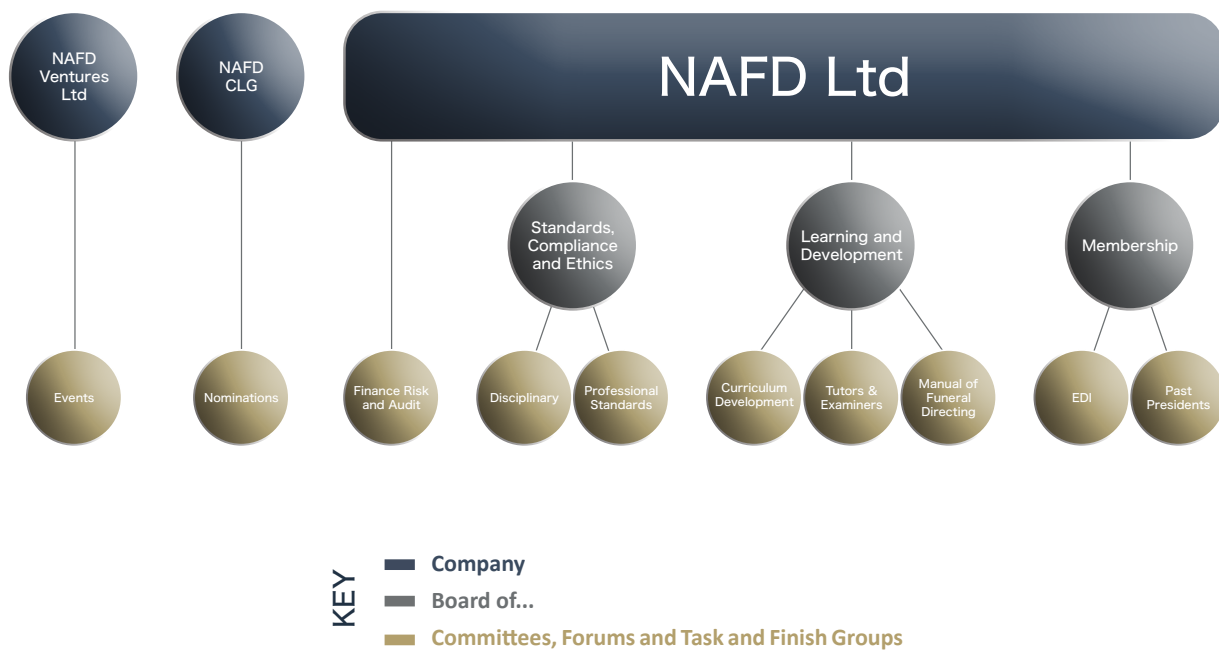 NAFD
Ventures
Ltd
NAFD
CLG
NAFD Ltd
Standards,
Compliance
and Ethics
Learning and
Development
Membership
Events
Nominations
Finance Risk
and Audit
Disciplinary
Professional
Standards
Curriculum
Development
Tutors &
Examiners
Manual of
Funeral
Directing
EDI
Past
Presidents
KEY
Company
Board of...
Committees, Forums and Task and Finish Groups